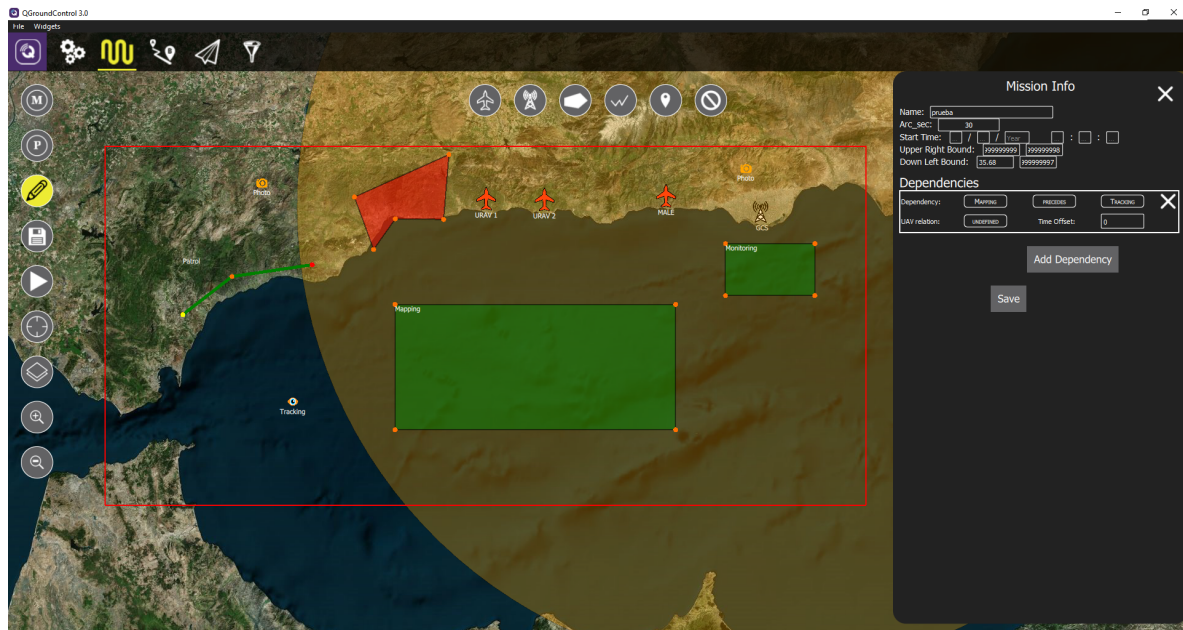 QGroundControl 3.0
File Widgets
M
P
Photo
URAV 1
URAV 2
MALE
Photo
GCS
Patrol
Monitoring
Mapping
Tracking
Mission Info
Name: prueba
Arc_sec: 30
Start Time: / / Year : :
Upper Right Bound: 999999999 999999998
Down Left Bound: 35.68 999999997
Dependencies
Dependency: MAPPING PRECEDES TRACKING
UAV relation: UNDEFINED Time Offset: 0
Add Dependency
Save